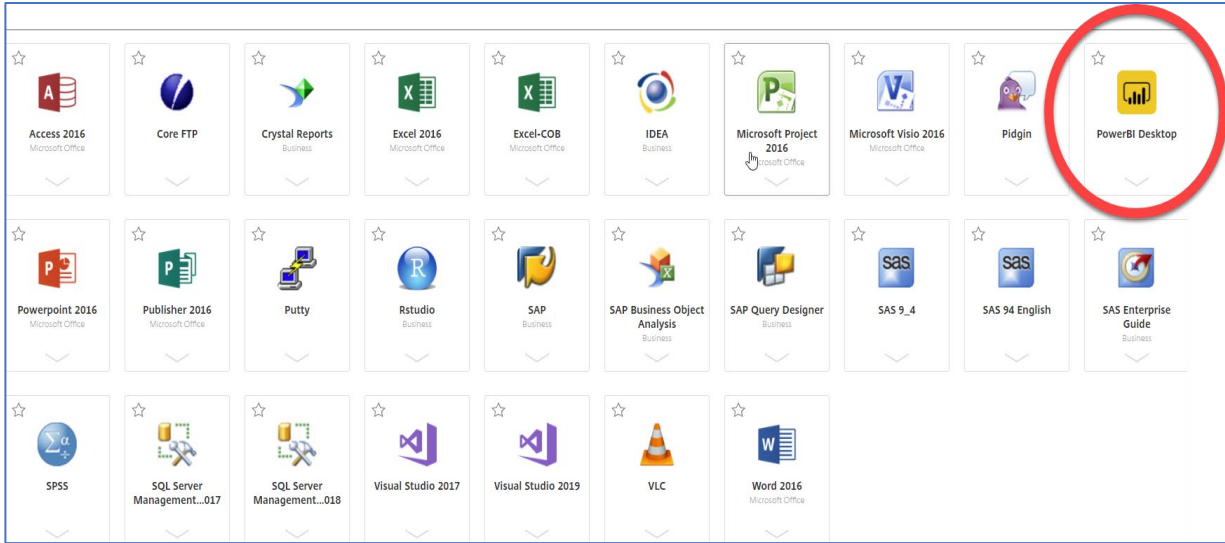 Access 2016
Microsoft Office
Core FTP
Crystal Reports
Business
Excel 2016
Microsoft Office
Excel-COB
Microsoft Office
IDEA
Business
Microsoft Project
2016
crosoft Office
Microsoft Visio 2016
Microsoft Office
Pidgin
PowerBI Desktop
Powerpoint 2016
Microsoft Office
Publisher 2016
Microsoft Office
Putty
Rstudio
Business
SAP
Business
SAP Business Object
Analysis
Business
SAP Query Designer
Business
sas
SAS 9_4
sas
SAS 94 English
SAS Enterprise
Guide
Business
SPSS
SQL Server
Management...017
SQL Server
Management...018
Visual Studio 2017
Visual Studio 2019
VLC
Word 2016
Microsoft Office